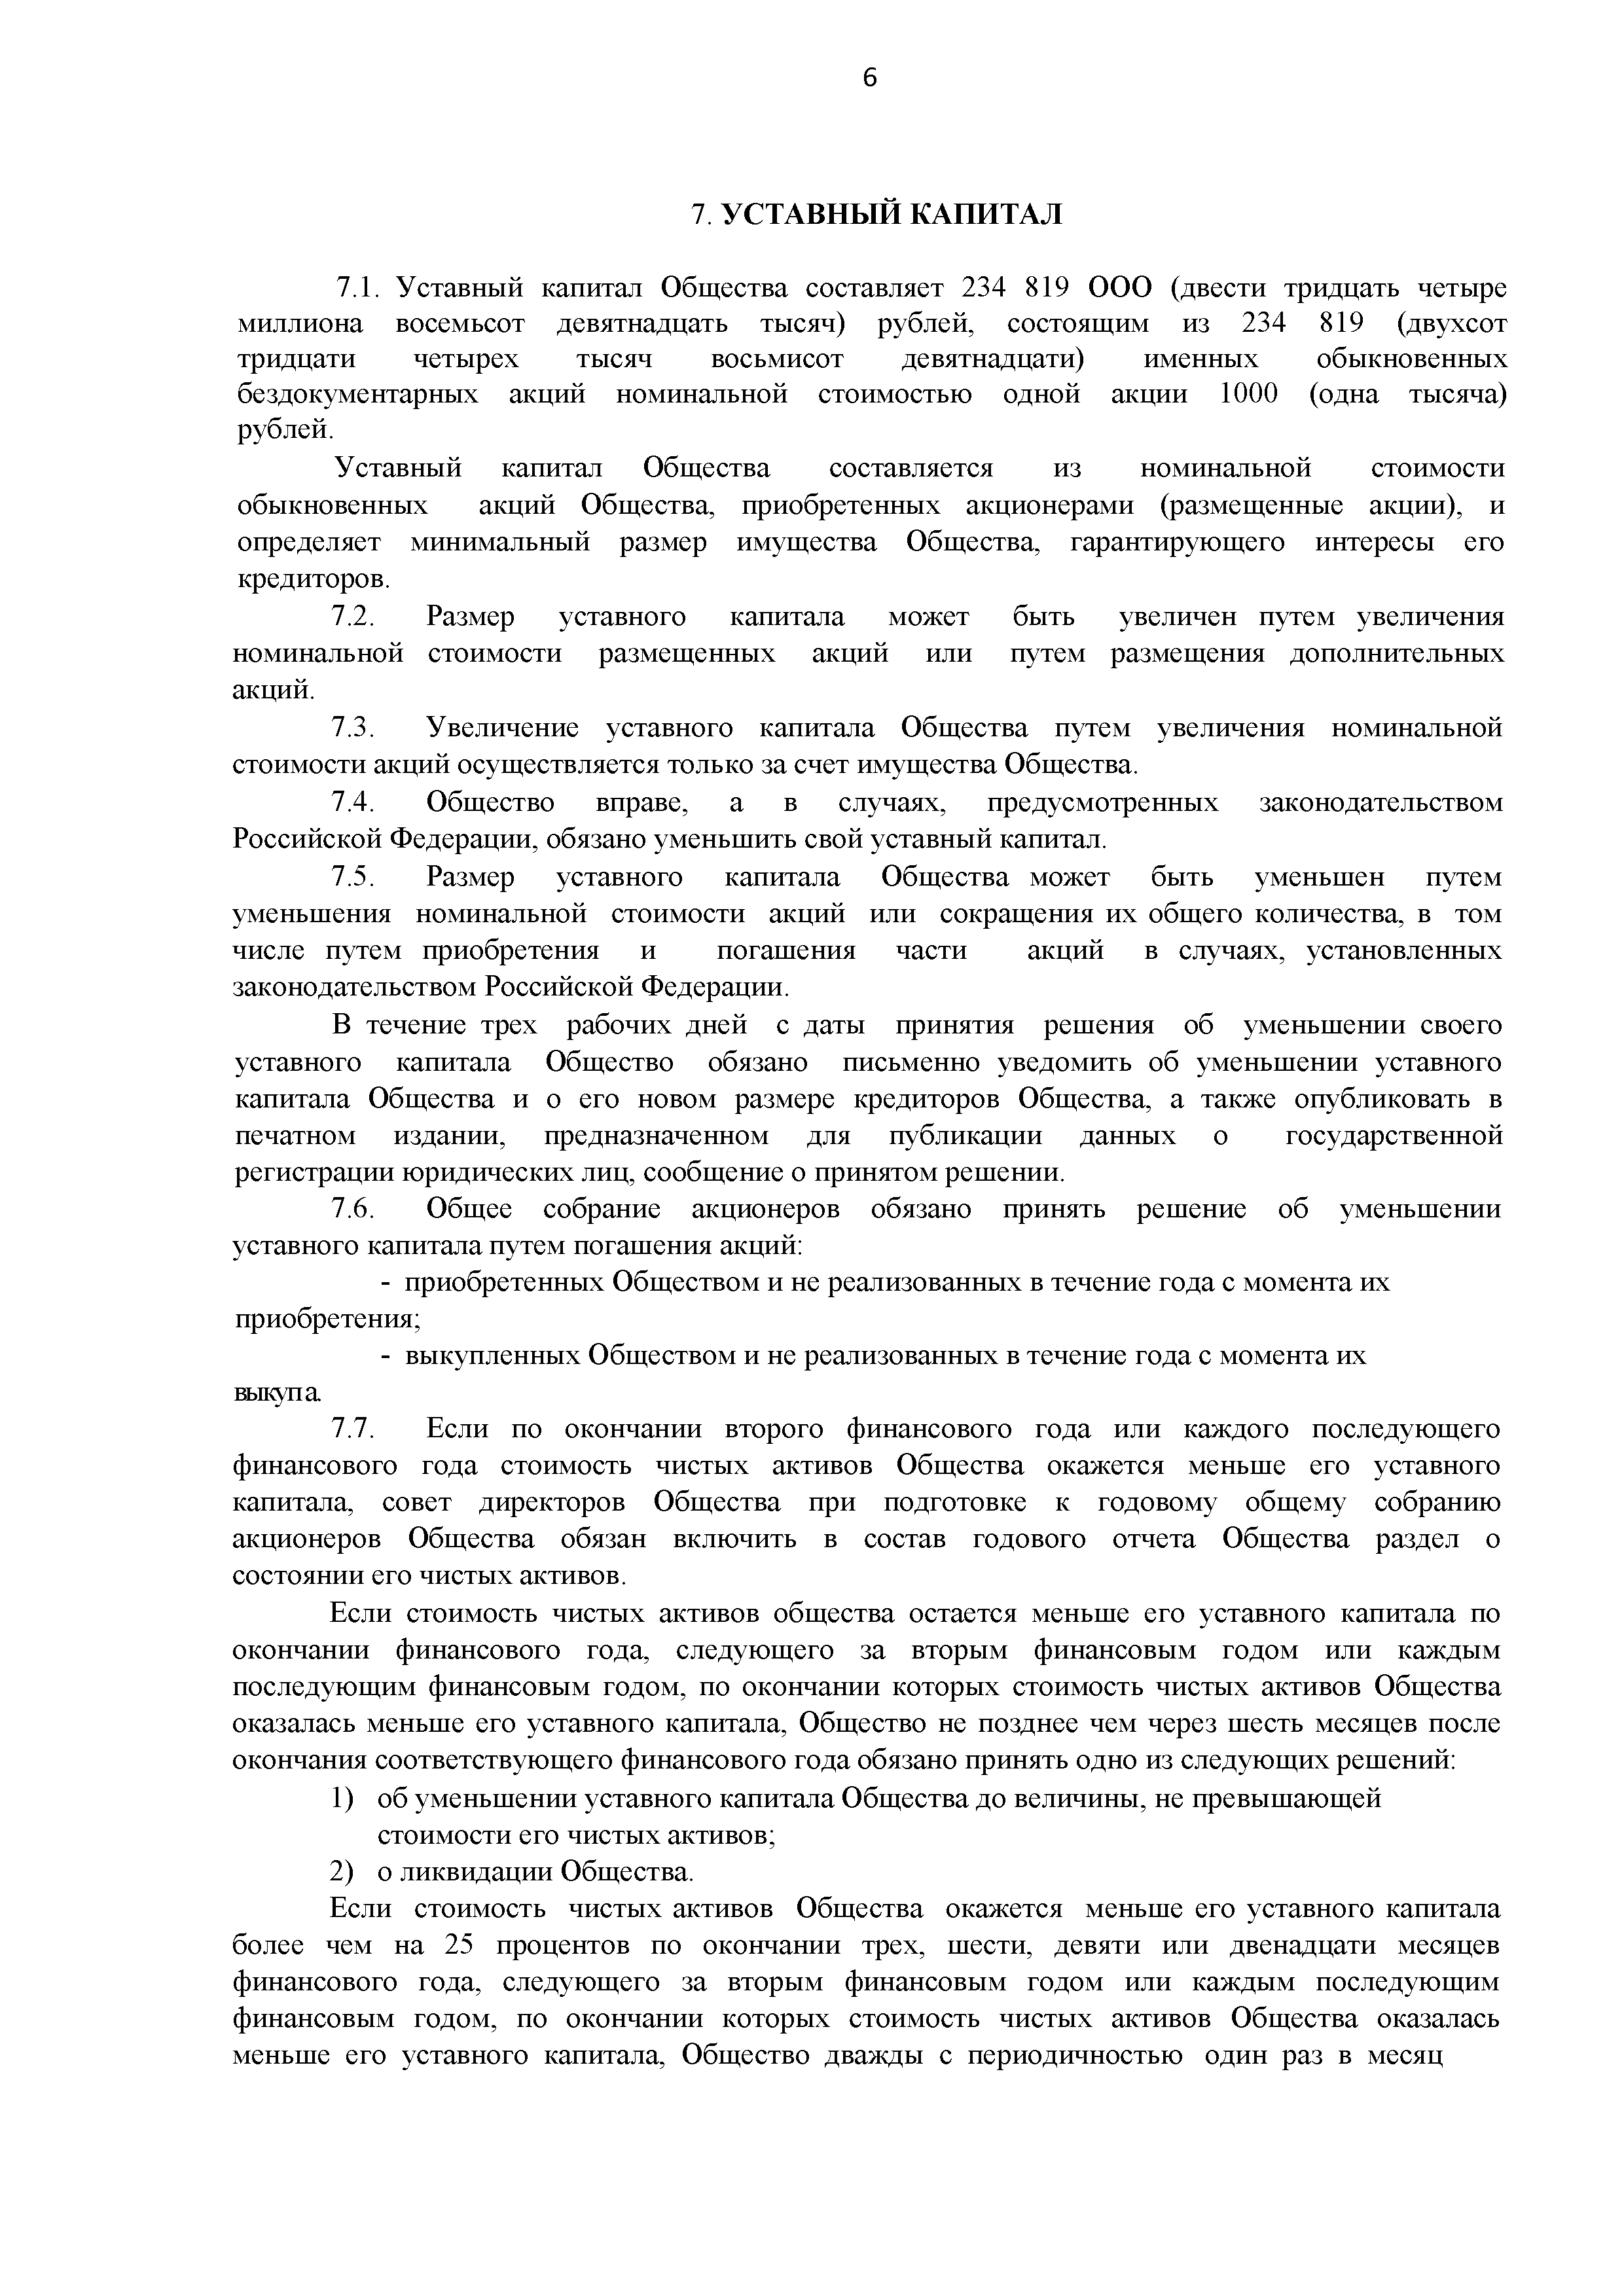 6
7. УСТАВНЫЙ КАПИТАЛ
7.1. Уставный капитал Общества составляет 234 819 ООО (двести тридцать четыре
миллиона восемьсот девятнадцать тысяч) рублей, состоящим из 234 819 (двухсот
тридцати четырех тысяч восьмисот девятнадцати) именных обыкновенных
бездокументарных акций номинальной стоимостью одной акции 1000 (одна тысяча)
рублей.
Уставный капитал Общества составляется из номинальной стоимости
обыкновенных акций Общества, приобретенных акционерами (размещенные акции), и
определяет минимальный размер имущества Общества, гарантирующего интересы его
кредиторов.
7.2. Размер уставного капитала может быть увеличен путем увеличения
номинальной стоимости размещенных акций или путем размещения дополнительных
акций.
7.3. Увеличение уставного капитала Общества путем увеличения номинальной
стоимости акций осуществляется только за счет имущества Общества.
7.4. Общество вправе, а в случаях, предусмотренных законодательством
Российской Федерации, обязано уменьшить свой уставный капитал.
7.5. Размер уставного капитала Общества может быть уменьшен путем
уменьшения номинальной стоимости акций или сокращения их общего количества, в том
числе путем приобретения и погашения части акций в случаях, установленных
законодательством Российской Федерации.
В течение трех рабочих дней с даты принятия решения об уменьшении своего
уставного капитала Общество обязано письменно уведомить об уменьшении уставного
капитала Общества и о его новом размере кредиторов Общества, а также опубликовать в
печатном издании, предназначенном для публикации данных о государственной
регистрации юридических лиц, сообщение о принятом решении.
7.6. Общее собрание акционеров обязано принять решение об уменьшении
уставного капитала путем погашения акций:
- приобретенных Обществом и не реализованных в течение года с момента их
приобретения;
- выкупленных Обществом и не реализованных в течение года с момента их
выкупа.
7.7. Если по окончании второго финансового года или каждого последующего
финансового года стоимость чистых активов Общества окажется меньше его уставного
капитала, совет директоров Общества при подготовке к годовому общему собранию
акционеров Общества обязан включить в состав годового отчета Общества раздел о
состоянии его чистых активов.
Если стоимость чистых активов общества остается меньше его уставного капитала по
окончании финансового года, следующего за вторым финансовым годом или каждым
последующим финансовым годом, по окончании которых стоимость чистых активов Общества
оказалась меньше его уставного капитала, Общество не позднее чем через шесть месяцев после
окончания соответствующего финансового года обязано принять одно из следующих решений:
1) об уменьшении уставного капитала Общества до величины, не превышающей
стоимости его чистых активов;
2) о ликвидации Общества.
Если стоимость чистых активов Общества окажется меньше его уставного капитала
более чем на 25 процентов по окончании трех, шести, девяти или двенадцати месяцев
финансового года, следующего за вторым финансовым годом или каждым последующим
финансовым годом, по окончании которых стоимость чистых активов Общества оказалась
меньше его уставного капитала, Общество дважды с периодичностью один раз в месяц